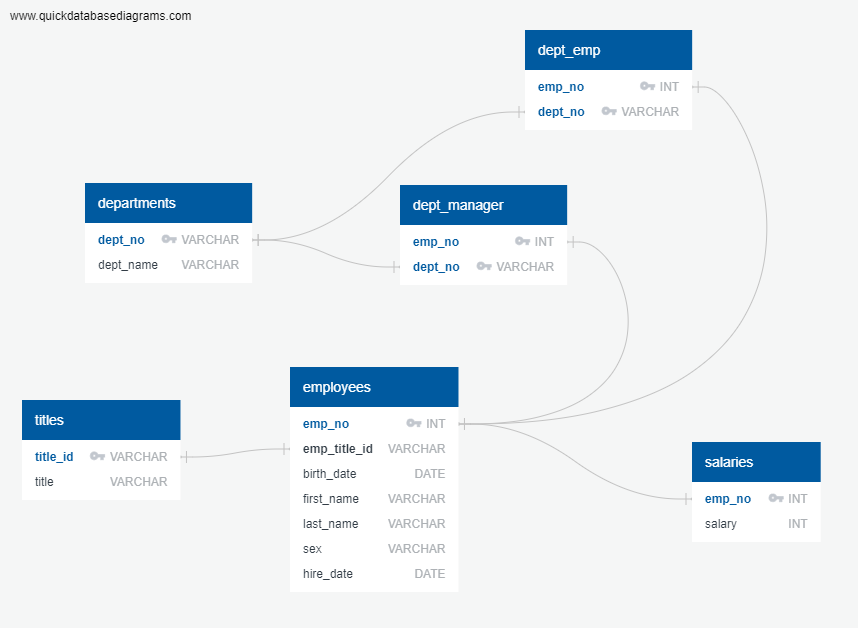 www.quickdatabasediagrams.com
dept_emp
emp_no INT
dept_no VARCHAR
departments
dept_no VARCHAR
dept_name VARCHAR
dept_manager
emp_no INT
dept_no VARCHAR
titles
title_id VARCHAR
title VARCHAR
employees
emp_no INT
emp_title_id VARCHAR
birth_date DATE
first_name VARCHAR
last_name VARCHAR
sex VARCHAR
hire_date DATE
salaries
emp_no INT
salary INT